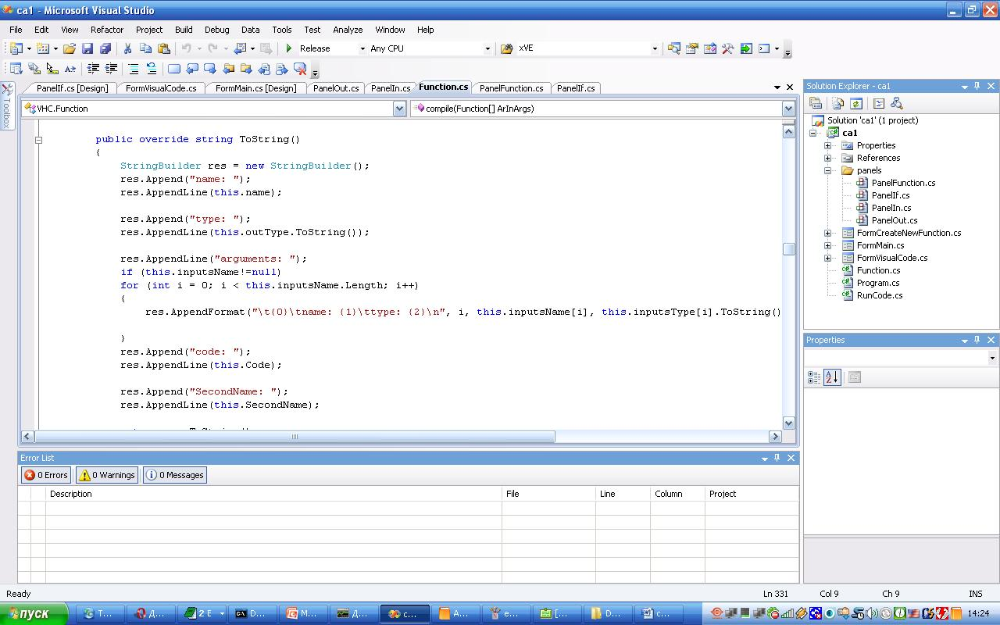 ca1 - Microsoft Visual Studio
File Edit View Refactor Project Build Debug Data Tools Test Analyze Window Help
Release Any CPU xVE
PanelIf.cs [Design] FormVisualCode.cs FormMain.cs [Design] PanelOut.cs PanelIn.cs Function.cs PanelFunction.cs PanelIf.cs
Toolbox
VHC.Function compile(Function[] ArInArgs)
public override string ToString()
{
StringBuilder res = new StringBuilder();
res.Append("name: ");
res.AppendLine(this.name);
res.Append("type: ");
res.AppendLine(this.outType.ToString());
res.AppendLine("arguments: ");
if (this.inputsName!=null)
for (int i = 0; i < this.inputsName.Length; i++)
{
res.AppendFormat("\t{0}\tname: {1}\ttype: {2}\n", i, this.inputsName[i], this.inputsType[i].ToString()
}
res.Append("code: ");
res.AppendLine(this.Code);
res.Append("SecondName: ");
res.AppendLine(this.SecondName);
Solution Explorer - ca1
Solution 'ca1' (1 project)
ca1
Properties
References
panels
PanelFunction.cs
PanelIf.cs
PanelIn.cs
PanelOut.cs
FormCreateNewFunction.cs
FormMain.cs
FormVisualCode.cs
Function.cs
Program.cs
RunCode.cs
Properties
Error List
0 Errors 0 Warnings 0 Messages
Description File Line Column Project
Ready Ln 331 Col 9 Ch 9 INS
пуск T... Д... 2 E D... M... Д... c... A... e... [... D... c... 14:24